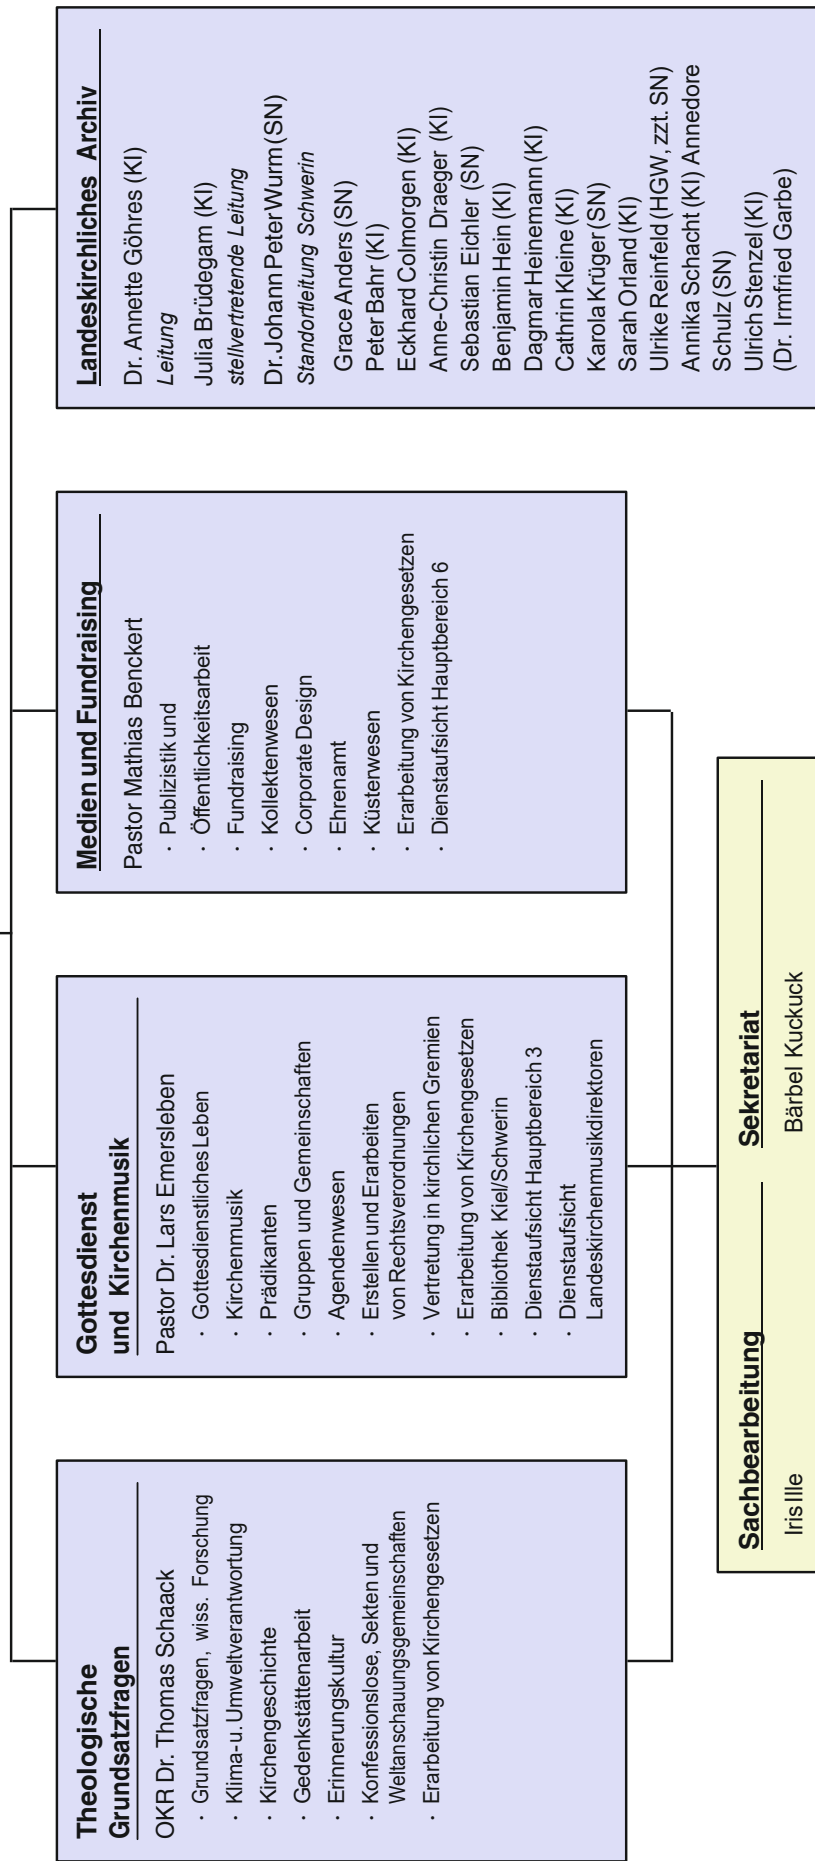 Theologische
Grundsatzfragen
OKR Dr. Thomas Schaack
· Grundsatzfragen, wiss. Forschung
· Klima- u. Umweltverantwortung
· Kirchengeschichte
· Gedenkstättenarbeit
· Erinnerungskultur
· Konfessionslose, Sekten und
Weltanschauungsgemeinschaften
· Erarbeitung von Kirchengesetzen
Gottesdienst
und Kirchenmusik
Pastor Dr. Lars Emersleben
· Gottesdienstliches Leben
· Kirchenmusik
· Prädikanten
· Gruppen und Gemeinschaften
· Agendenwesen
· Erstellen und Erarbeiten
von Rechtsverordnungen
· Vertretung in kirchlichen Gremien
· Erarbeitung von Kirchengesetzen
· Bibliothek Kiel/Schwerin
· Dienstaufsicht Hauptbereich 3
· Dienstaufsicht
Landeskirchenmusikdirektoren
Medien und Fundraising
Pastor Mathias Benckert
· Publizistik und
· Öffentlichkeitsarbeit
· Fundraising
· Kollektenwesen
· Corporate Design
· Ehrenamt
· Küsterwesen
· Erarbeitung von Kirchengesetzen
· Dienstaufsicht Hauptbereich 6
Landeskirchliches Archiv
Dr. Annette Göhres (KI)
Leitung
Julia Brüdegam (KI)
stellvertretende Leitung
Dr. Johann Peter Wurm (SN)
Standortleitung Schwerin
Grace Anders (SN)
Peter Bahr (KI)
Eckhard Colmorgen (KI)
Anne-Christin Draeger (KI)
Sebastian Eichler (SN)
Benjamin Hein (KI)
Dagmar Heinemann (KI)
Cathrin Kleine (KI)
Karola Krüger (SN)
Sarah Orland (KI)
Ulrike Reinfeld (HGW, zzt. SN)
Annika Schacht (KI) Annedore
Schulz (SN)
Ulrich Stenzel (KI)
(Dr. Irmfried Garbe)
Sachbearbeitung
Iris Ille
Sekretariat
Bärbel Kuckuck